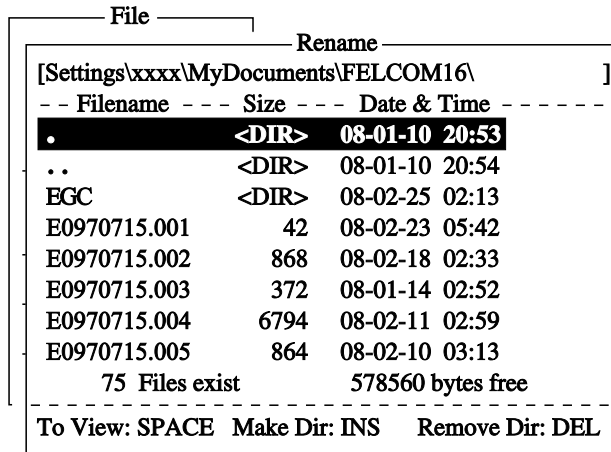 File
Rename
[Settings\xxxx\MyDocuments\FELCOM16\ ]
- - Filename - - - Size - - - Date & Time - - - - - -
. <DIR> 08-01-10 20:53
. . <DIR> 08-01-10 20:54
EGC <DIR> 08-02-25 02:13
E0970715.001 42 08-02-23 05:42
E0970715.002 868 08-02-18 02:33
E0970715.003 372 08-01-14 02:52
E0970715.004 6794 08-02-11 02:59
E0970715.005 864 08-02-10 03:13
75 Files exist 578560 bytes free
To View: SPACE Make Dir: INS Remove Dir: DEL